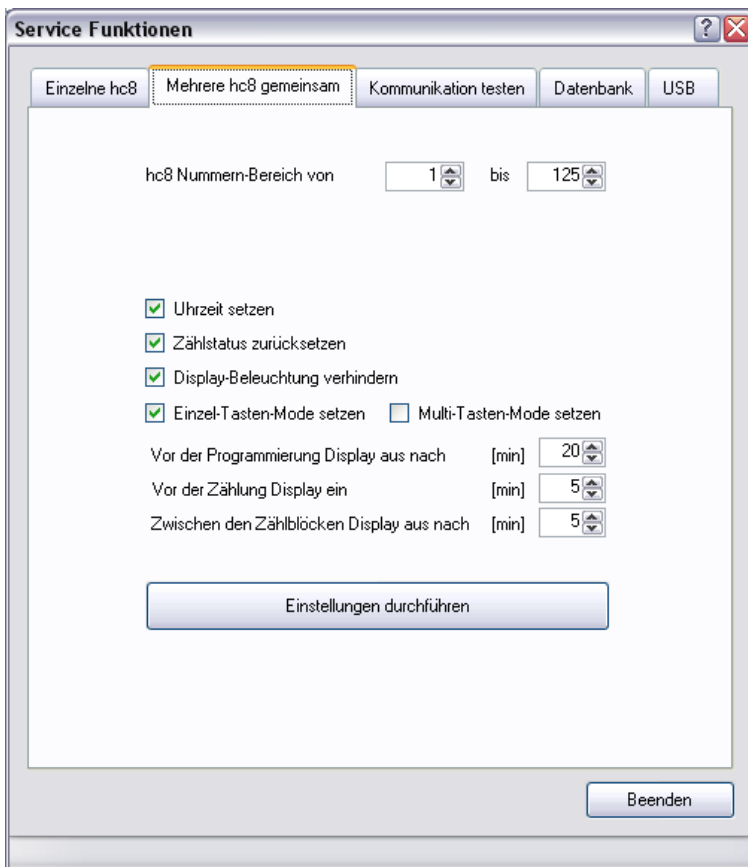 Service Funktionen
Einzelne hc8 Mehrere hc8 gemeinsam Kommunikation testen Datenbank USB
hc8 Nummern-Bereich von 1 bis 125
Uhrzeit setzen
Zählstatus zurücksetzen
Display-Beleuchtung verhindern
Einzel-Tasten-Mode setzen Multi-Tasten-Mode setzen
Vor der Programmierung Display aus nach [min] 20
Vor der Zählung Display ein [min] 5
Zwischen den Zählblöcken Display aus nach [min] 5
Einstellungen durchführen
Beenden